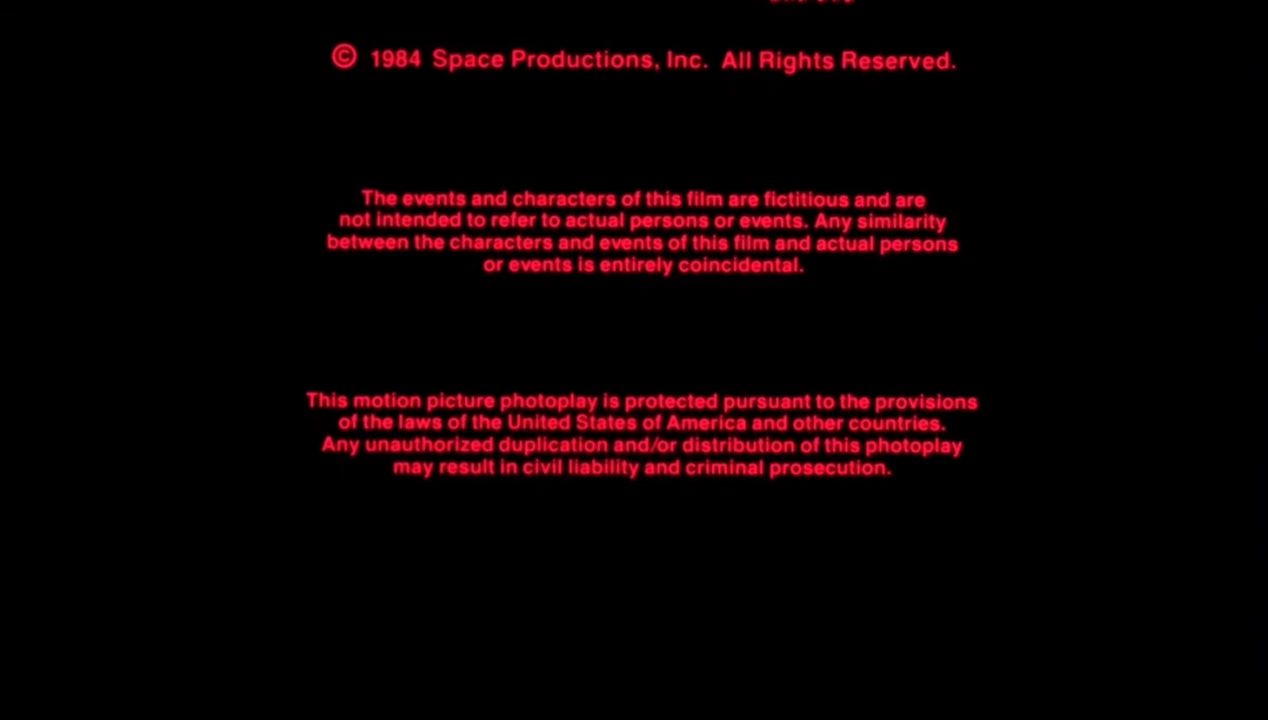 © 1984 Space Productions, Inc. All Rights Reserved.
The events and characters of this film are fictitious and are
not intended to refer to actual persons or events. Any similarity
between the characters and events of this film and actual persons
or events is entirely coincidental.
This motion picture photoplay is protected pursuant to the provisions
of the laws of the United States of America and other countries.
Any unauthorized duplication and/or distribution of this photoplay
may result in civil liability and criminal prosecution.